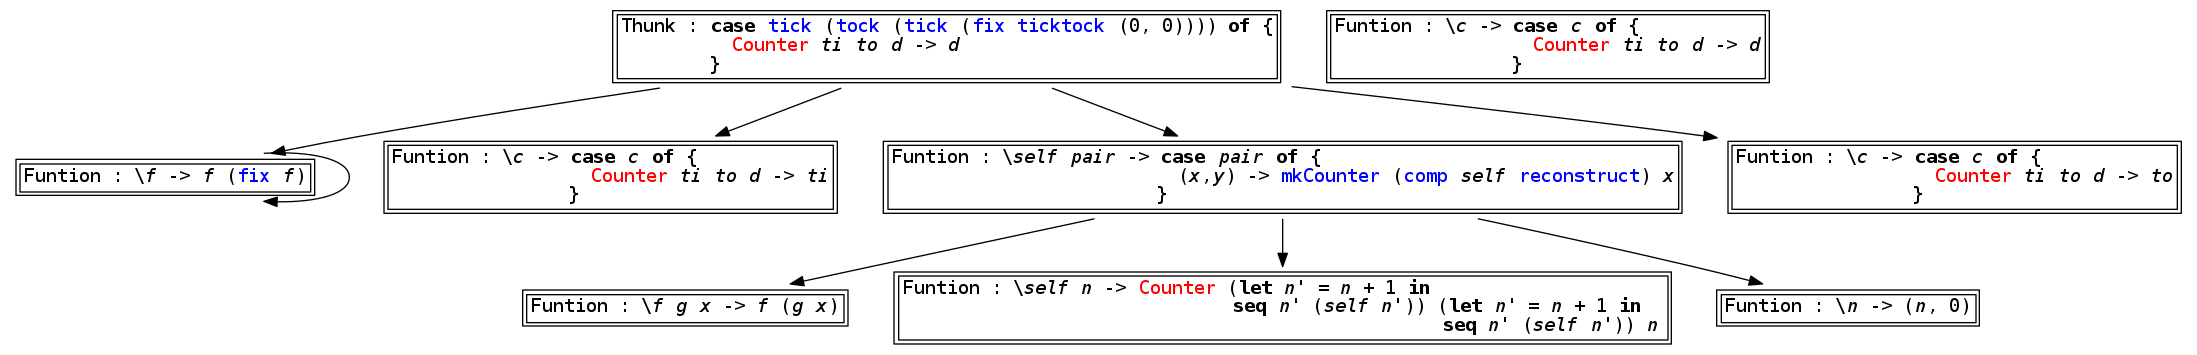 Thunk : case tick (tock (tick (fix ticktock (0, 0)))) of {
Counter ti to d -> d
}
Funtion : \c -> case c of {
Counter ti to d -> d
}
Funtion : \f -> f (fix f)
Funtion : \c -> case c of {
Counter ti to d -> ti
}
Funtion : \self pair -> case pair of {
(x,y) -> mkCounter (comp self reconstruct) x
}
Funtion : \c -> case c of {
Counter ti to d -> to
}
Funtion : \f g x -> f (g x)
Funtion : \self n -> Counter (let n' = n + 1 in
seq n' (self n')) (let n' = n + 1 in
seq n' (self n')) n
Funtion : \n -> (n, 0)